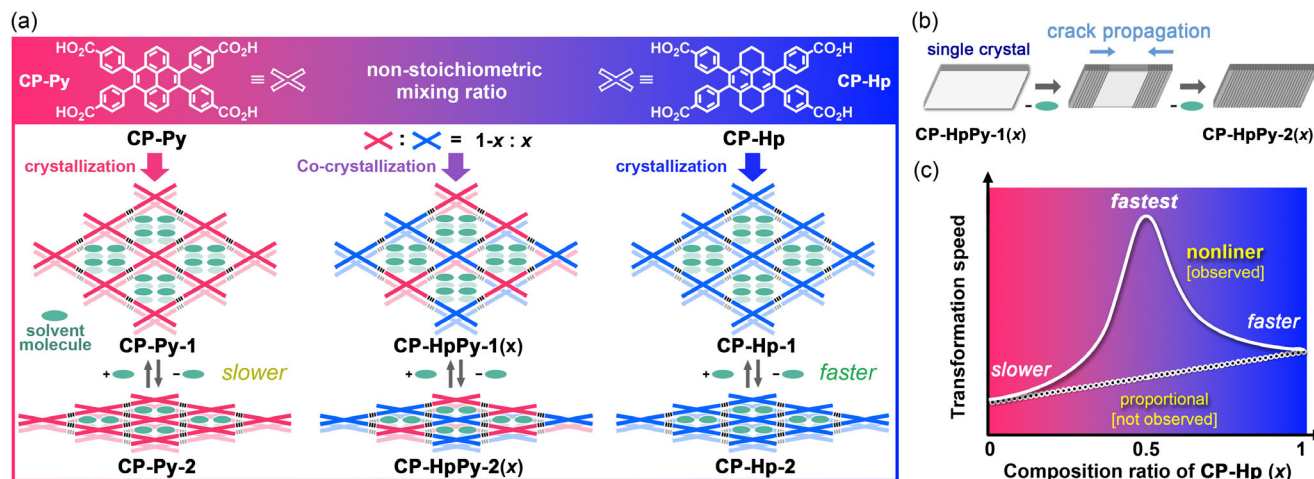 (a)
HO2C
CO2H
CP-Py
≡
HO2C
CO2H
non-stoichiometric
mixing ratio
HO2C
CO2H
≡
CP-Hp
HO2C
CO2H
CP-Py
: = 1-x : x
CP-Hp
crystallization
Co-crystallization
crystallization
solvent
molecule
CP-Py-1
CP-HpPy-1(x)
CP-Hp-1
+ − slower
+ −
+ − faster
CP-Py-2
CP-HpPy-2(x)
CP-Hp-2
(b)
crack propagation
single crystal
−
−
CP-HpPy-1(x)
CP-HpPy-2(x)
(c)
Transformation speed
fastest
nonliner
[observed]
faster
slower
proportional
[not observed]
0
0.5
1
Composition ratio of CP-Hp (x)